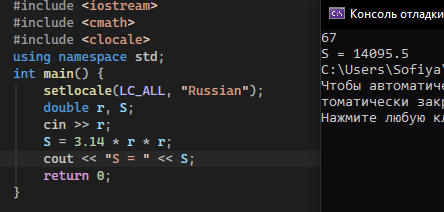 #include <iostream>
#include <cmath>
#include <clocale>
using namespace std;
int main() {
setlocale(LC_ALL, "Russian");
double r, S;
cin >> r;
S = 3.14 * r * r;
cout << "S = " << S;
return 0;
}
Консоль отладки
67
S = 14095.5
C:\Users\Sofiya\
Чтобы автоматиче
томатически закр
Нажмите любую кл